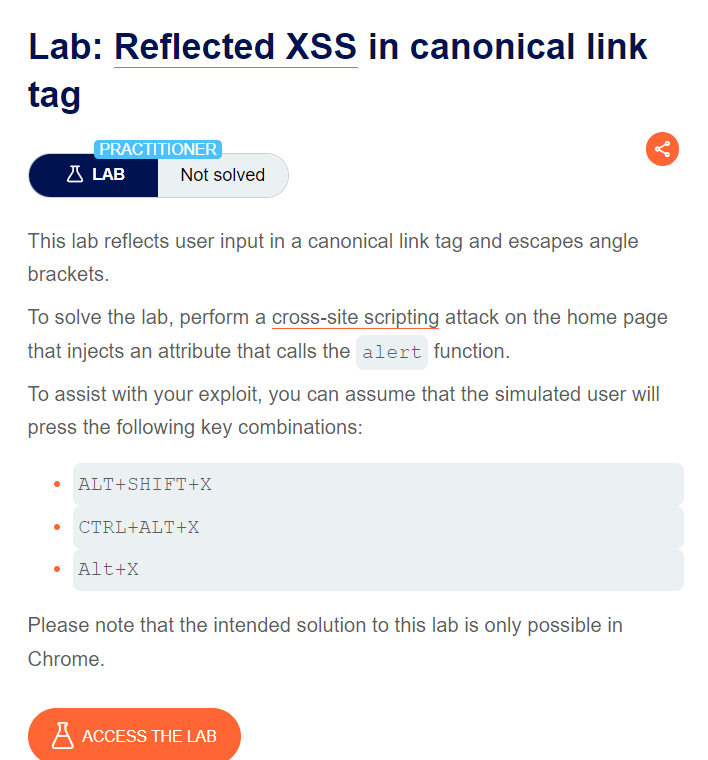 Lab: Reflected XSS in canonical link
tag
PRACTITIONER
LAB
Not solved
This lab reflects user input in a canonical link tag and escapes angle
brackets.
To solve the lab, perform a cross-site scripting attack on the home page
that injects an attribute that calls the alert function.
To assist with your exploit, you can assume that the simulated user will
press the following key combinations:
ALT+SHIFT+X
CTRL+ALT+X
Alt+X
Please note that the intended solution to this lab is only possible in
Chrome.
ACCESS THE LAB